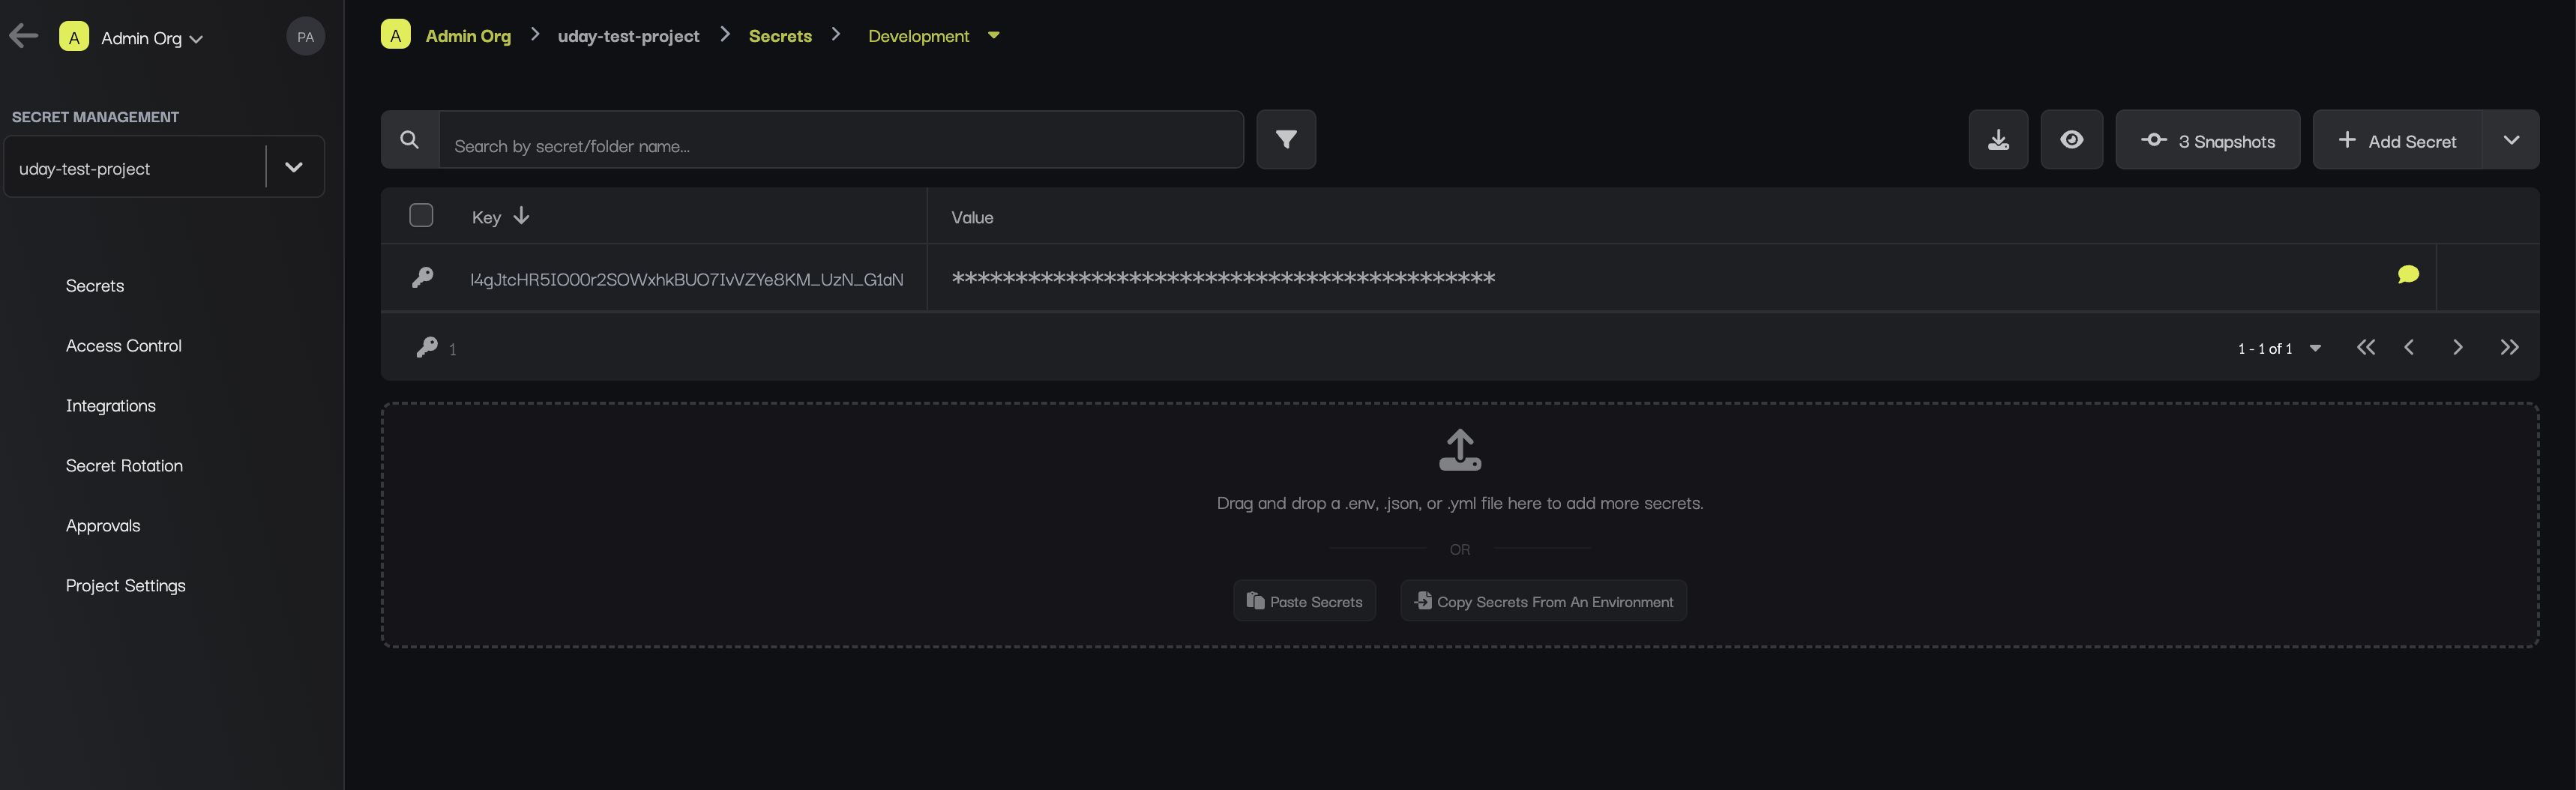 A Admin Org PA
SECRET MANAGEMENT
uday-test-project
Secrets
Access Control
Integrations
Secret Rotation
Approvals
Project Settings
A Admin Org uday-test-project Secrets Development
Search by secret/folder name...
3 Snapshots
Add Secret
Key Value
l4gJtcHR5IO00r2SOWxhkBUO7IvVZYe8KM_UzN_G1aN *******************************************
1
1 - 1 of 1
Drag and drop a .env, .json, or .yml file here to add more secrets.
OR
Paste Secrets
Copy Secrets From An Environment